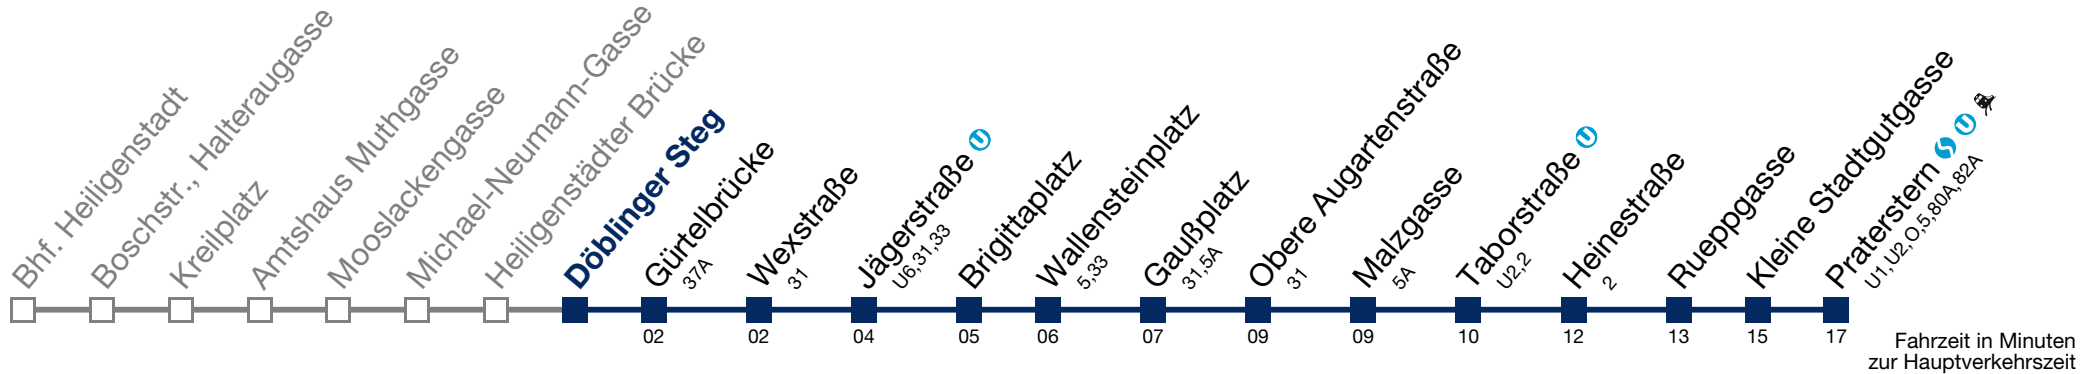 Bhf. Heiligenstadt
Boschstr., Halteraugasse
Kreilplatz
Amtshaus Muthgasse
Mooslackengasse
Michael-Neumann-Gasse
Heiligenstädter Brücke
Döblinger Steg
Gürtelbrücke
37A
02
Wexstraße
31
02
Jägerstraße U
U6,31,33
04
Brigittaplatz
05
Wallensteinplatz
5,33
06
Gaußplatz
31,5A
07
Obere Augartenstraße
31
09
Malzgasse
5A
09
Taborstraße U
U2,2
10
Heinestraße
2
12
Rueppgasse
13
Kleine Stadtgutgasse
15
Praterstern S U
U1,U2,O,5,80A,82A
17
Fahrzeit in Minuten
zur Hauptverkehrszeit